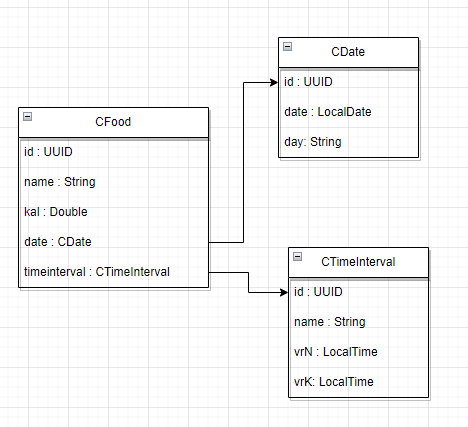 CDate
id : UUID
date : LocalDate
day: String
CFood
id : UUID
name : String
kal : Double
date : CDate
timeinterval : CTimeInterval
CTimeInterval
id : UUID
name : String
vrN : LocalTime
vrK: LocalTime